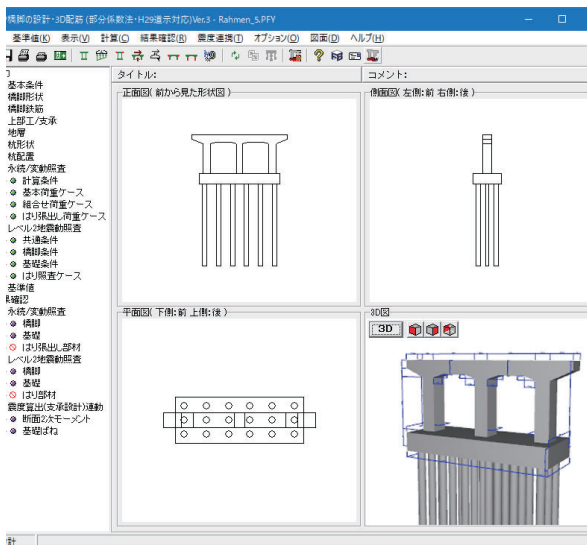 橋脚の設計・3D配筋 (部分係数法・H29道示対応)Ver.3 - Rahmen_5.PFY
基準値(K) 表示(V) 計算(C) 結果確認(R) 震度連携(T) オプション(O) 図面(D) ヘルプ(H)
タイトル:
コメント:
基本条件
橋脚形状
橋脚鉄筋
上部工/支承
地層
杭形状
杭配置
永続/変動照査
計算条件
基本荷重ケース
組合せ荷重ケース
はり張出し荷重ケース
レベル2地震動照査
共通条件
橋脚条件
基礎条件
はり照査ケース
基準値
果確認
永続/変動照査
橋脚
基礎
はり張出し部材
レベル2地震動照査
橋脚
基礎
はり部材
震度算出(支承設計)連動
断面2次モーメント
基礎ばね
正面図( 前から見た形状図 )
側面図( 左側:前 右側:後 )
平面図( 下側:前 上側:後 )
3D図
3D
計